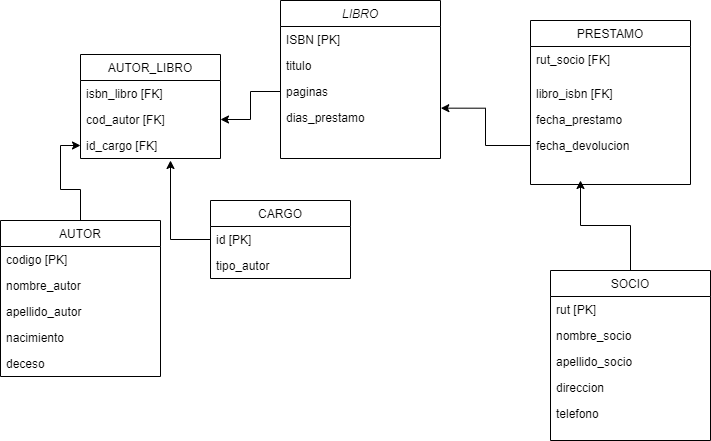 LIBRO
ISBN [PK]
titulo
paginas
dias_prestamo
PRESTAMO
rut_socio [FK]
libro_isbn [FK]
fecha_prestamo
fecha_devolucion
AUTOR_LIBRO
isbn_libro [FK]
cod_autor [FK]
id_cargo [FK]
AUTOR
codigo [PK]
nombre_autor
apellido_autor
nacimiento
deceso
CARGO
id [PK]
tipo_autor
SOCIO
rut [PK]
nombre_socio
apellido_socio
direccion
telefono